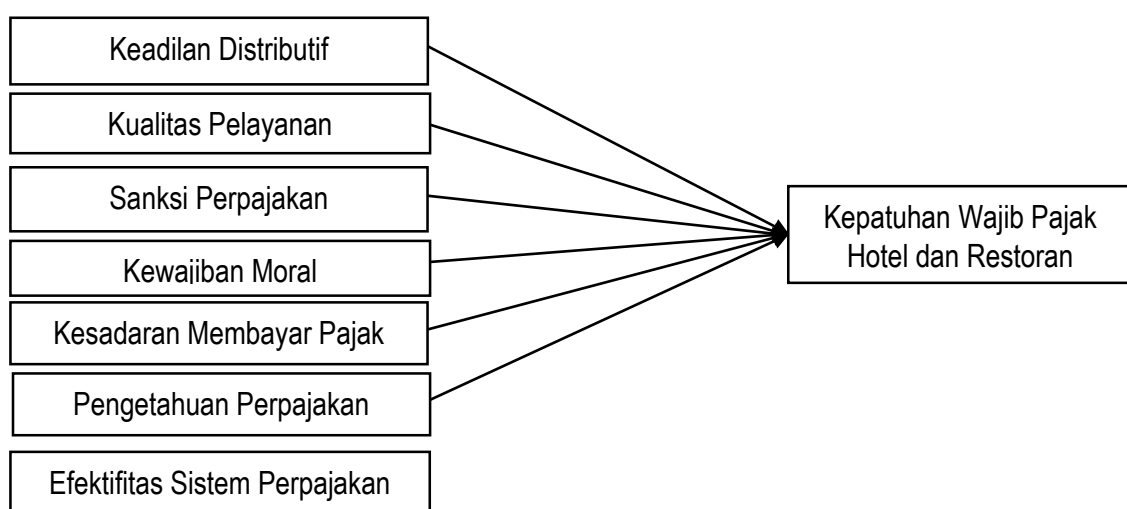 Keadilan Distributif
Kualitas Pelayanan
Sanksi Perpajakan
Kepatuhan Wajib Pajak
Hotel dan Restoran
Kewajiban Moral
Kesadaran Membayar Pajak
Pengetahuan Perpajakan
Efektifitas Sistem Perpajakan